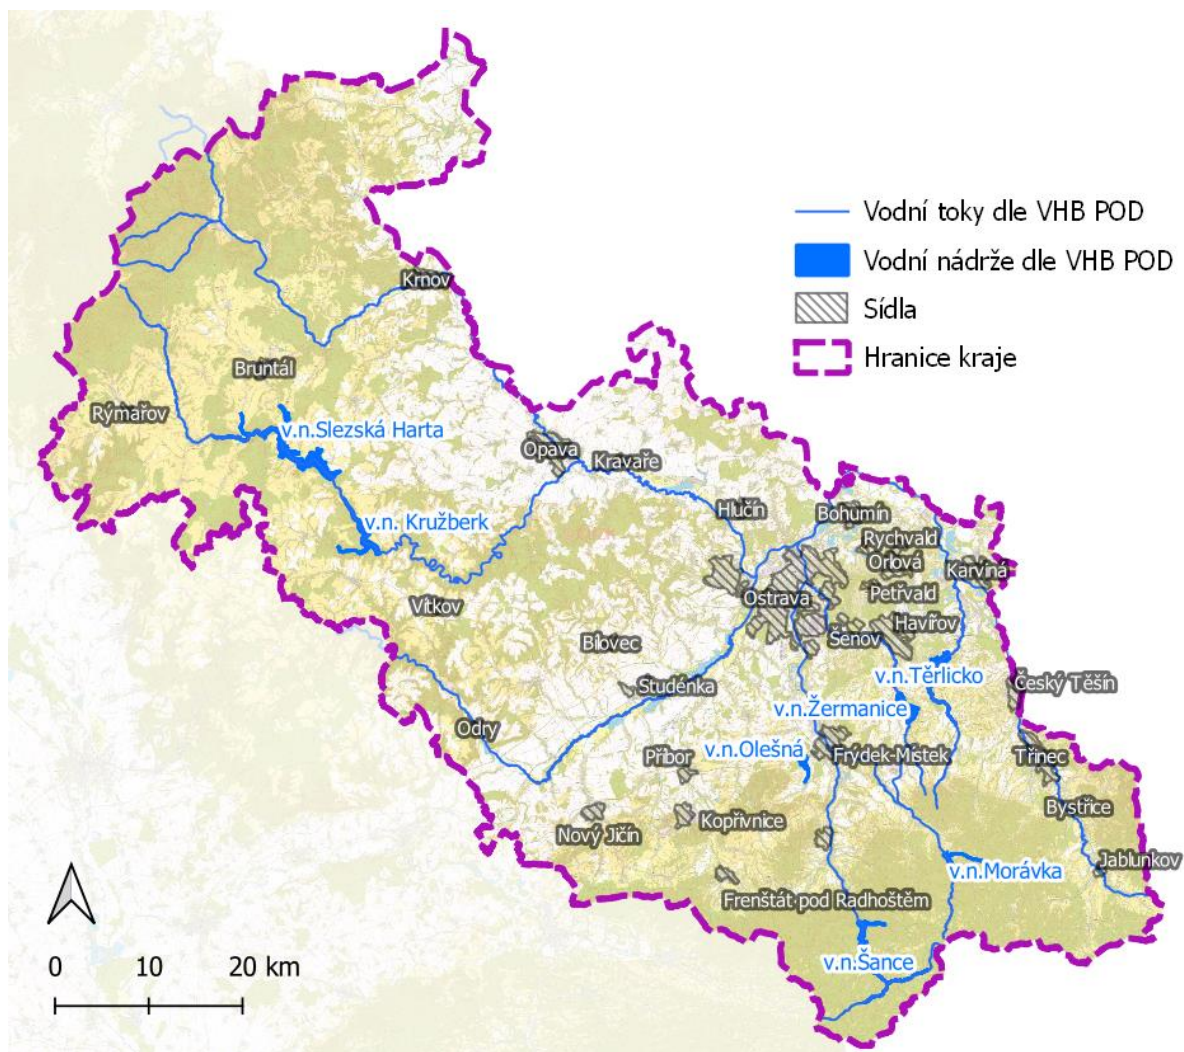 Vodní toky dle VHB POD
Vodní nádrže dle VHB POD
Sídla
Hranice kraje
Krnov
Bruntál
Rýmařov
v.n.Slezská Harta
Opava
Kravaře
v.n. Kružberk
Hlučín
Bohumín
Rychvald
Orlová
Karviná
Petřvald
Ostrava
Vítkov
Havířov
Šenov
Bílovec
v.n.Těrlicko
Český Těšín
Studénka
v.n.Žermanice
Odry
v.n.Olešná
Příbor
Frýdek-Místek
Třinec
Bystřice
Kopřivnice
Nový Jičín
Jablunkov
v.n.Morávka
Frenštát pod Radhoštěm
v.n.Šance
0 10 20 km